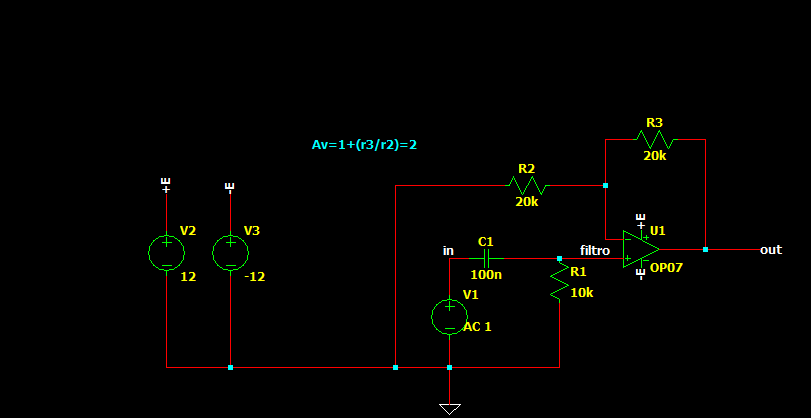 R3
20k
Av=1+(r3/r2)=2
R2
20k
+E
-E
+E
U1
V2
V3
in
C1
filtro
out
OP07
-E
12
-12
100n
R1
10k
V1
AC 1